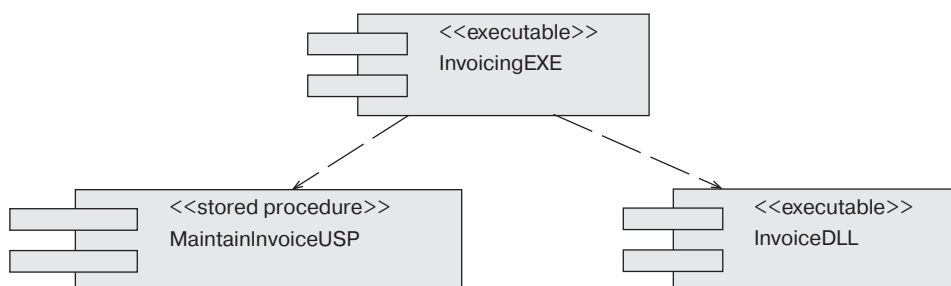 <<executable>>
InvoicingEXE
<<stored procedure>>
MaintainInvoiceUSP
<<executable>>
InvoiceDLL